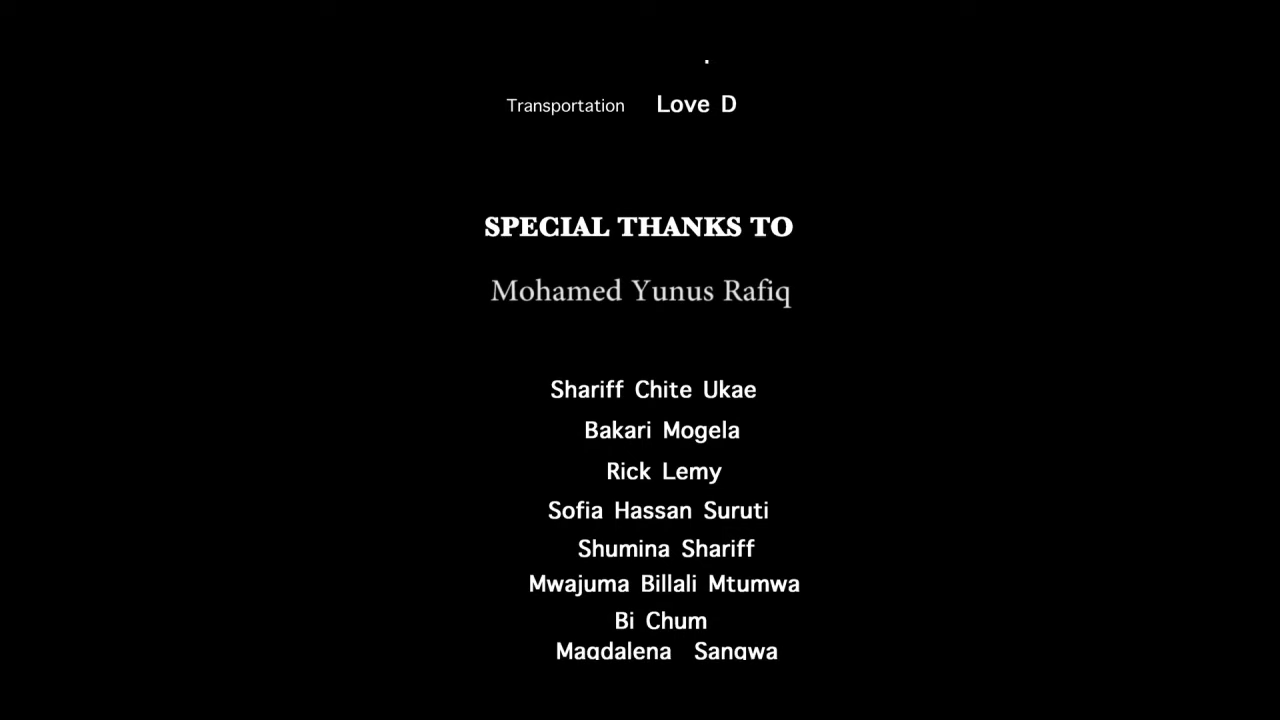 .
Transportation Love D
SPECIAL THANKS TO
Mohamed Yunus Rafiq
Shariff Chite Ukae
Bakari Mogela
Rick Lemy
Sofia Hassan Suruti
Shumina Shariff
Mwajuma Billali Mtumwa
Bi Chum
Magdalena Sangwa